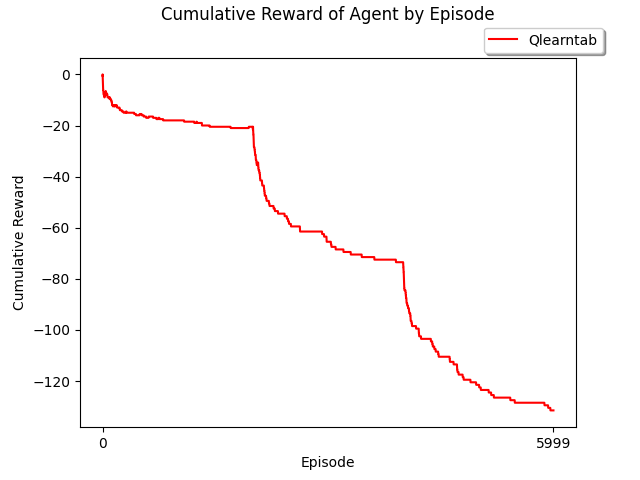 Cumulative Reward of Agent by Episode
Qlearntab
0
−20
−40
−60
−80
−100
−120
Cumulative Reward
0
5999
Episode